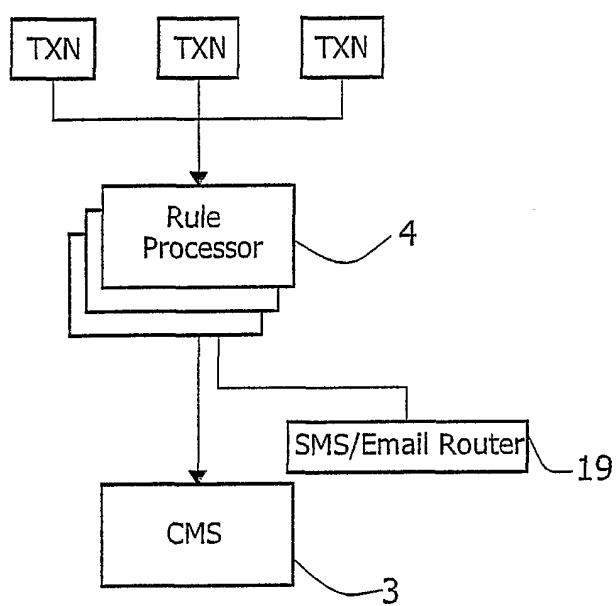 TXN TXN TXN
Rule
Processor
4
SMS/Email Router
19
CMS
3